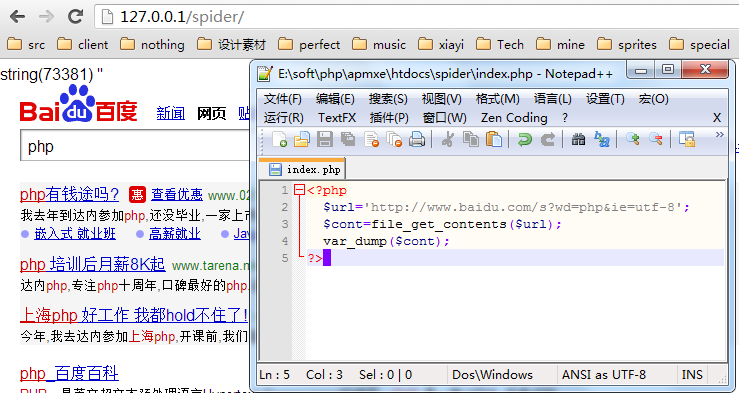 127.0.0.1/spider/
src client nothing 设计素材 perfect music xiayi Tech mine sprites special
string(73381) "
Bai du 百度 新闻 网页 贴
php
php有钱途吗? 惠 查看优惠 www.02
我去年到达内参加php,还没毕业,一家上市
嵌入式 就业班 高薪就业 Jav
php 培训后月薪8K起 www.tarena.n
达内php,专注php十周年,口碑最好的php.
上海php 好工作 我都hold不住了!
今年,我去达内参加上海php,开课前,我们
php_百度百科
E:\soft\php\apmxe\htdocs\spider\index.php - Notepad++
文件(F) 编辑(E) 搜索(S) 视图(V) 格式(M) 语言(L) 设置(T) 宏(O)
运行(R) TextFX 插件(P) 窗口(W) Zen Coding ? X
index.php
1 <?php
2 $url='http://www.baidu.com/s?wd=php&ie=utf-8';
3 $cont=file_get_contents($url);
4 var_dump($cont);
5 ?>
Ln : 5 Col : 3 Sel : 0 | 0 Dos\Windows ANSI as UTF-8 INS